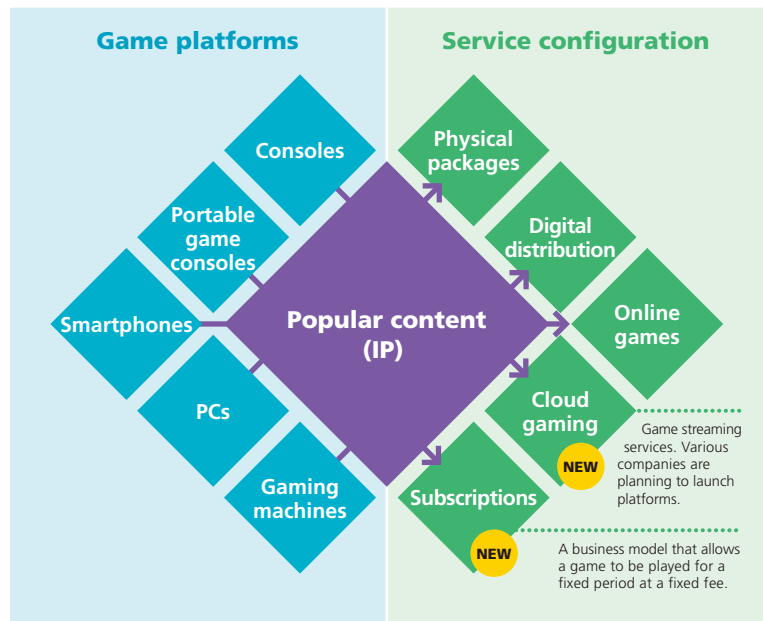 Game platforms
Consoles
Portable
game
consoles
Smartphones
PCs
Gaming
machines
Popular content
(IP)
Service configuration
Physical
packages
Digital
distribution
Online
games
Cloud
gaming
NEW
Game streaming
services. Various
companies are
planning to launch
platforms.
Subscriptions
NEW
A business model that allows
a game to be played for a
fixed period at a fixed fee.